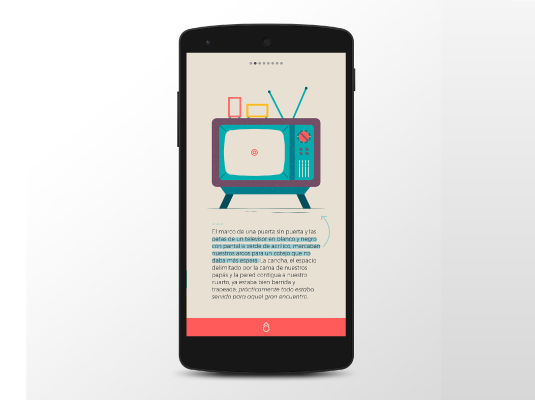 El marco de una puerta sin puerta y las
patas de un televisor en blanco y negro
con pantalla verde de acrílico, marcaban
nuestros arcos para un cotejo que no
daba más espera. La cancha, el espacio
delimitado por la cama de nuestros
papás y la pared contigua a nuestro
cuarto, ya estaba bien barrida y
trapeada; prácticamente todo estaba
servido para aquel gran encuentro.